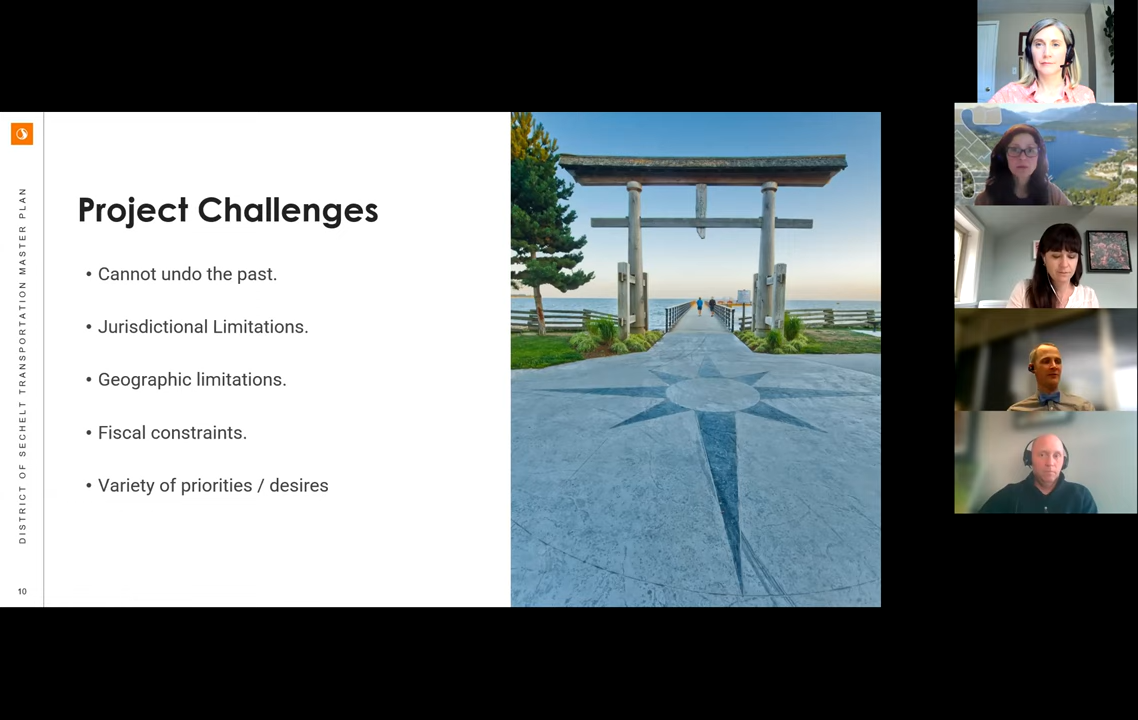 DISTRICT OF SECHELT TRANSPORTATION MASTER PLAN
Project Challenges
• Cannot undo the past.
• Jurisdictional Limitations.
• Geographic limitations.
• Fiscal constraints.
• Variety of priorities / desires
10